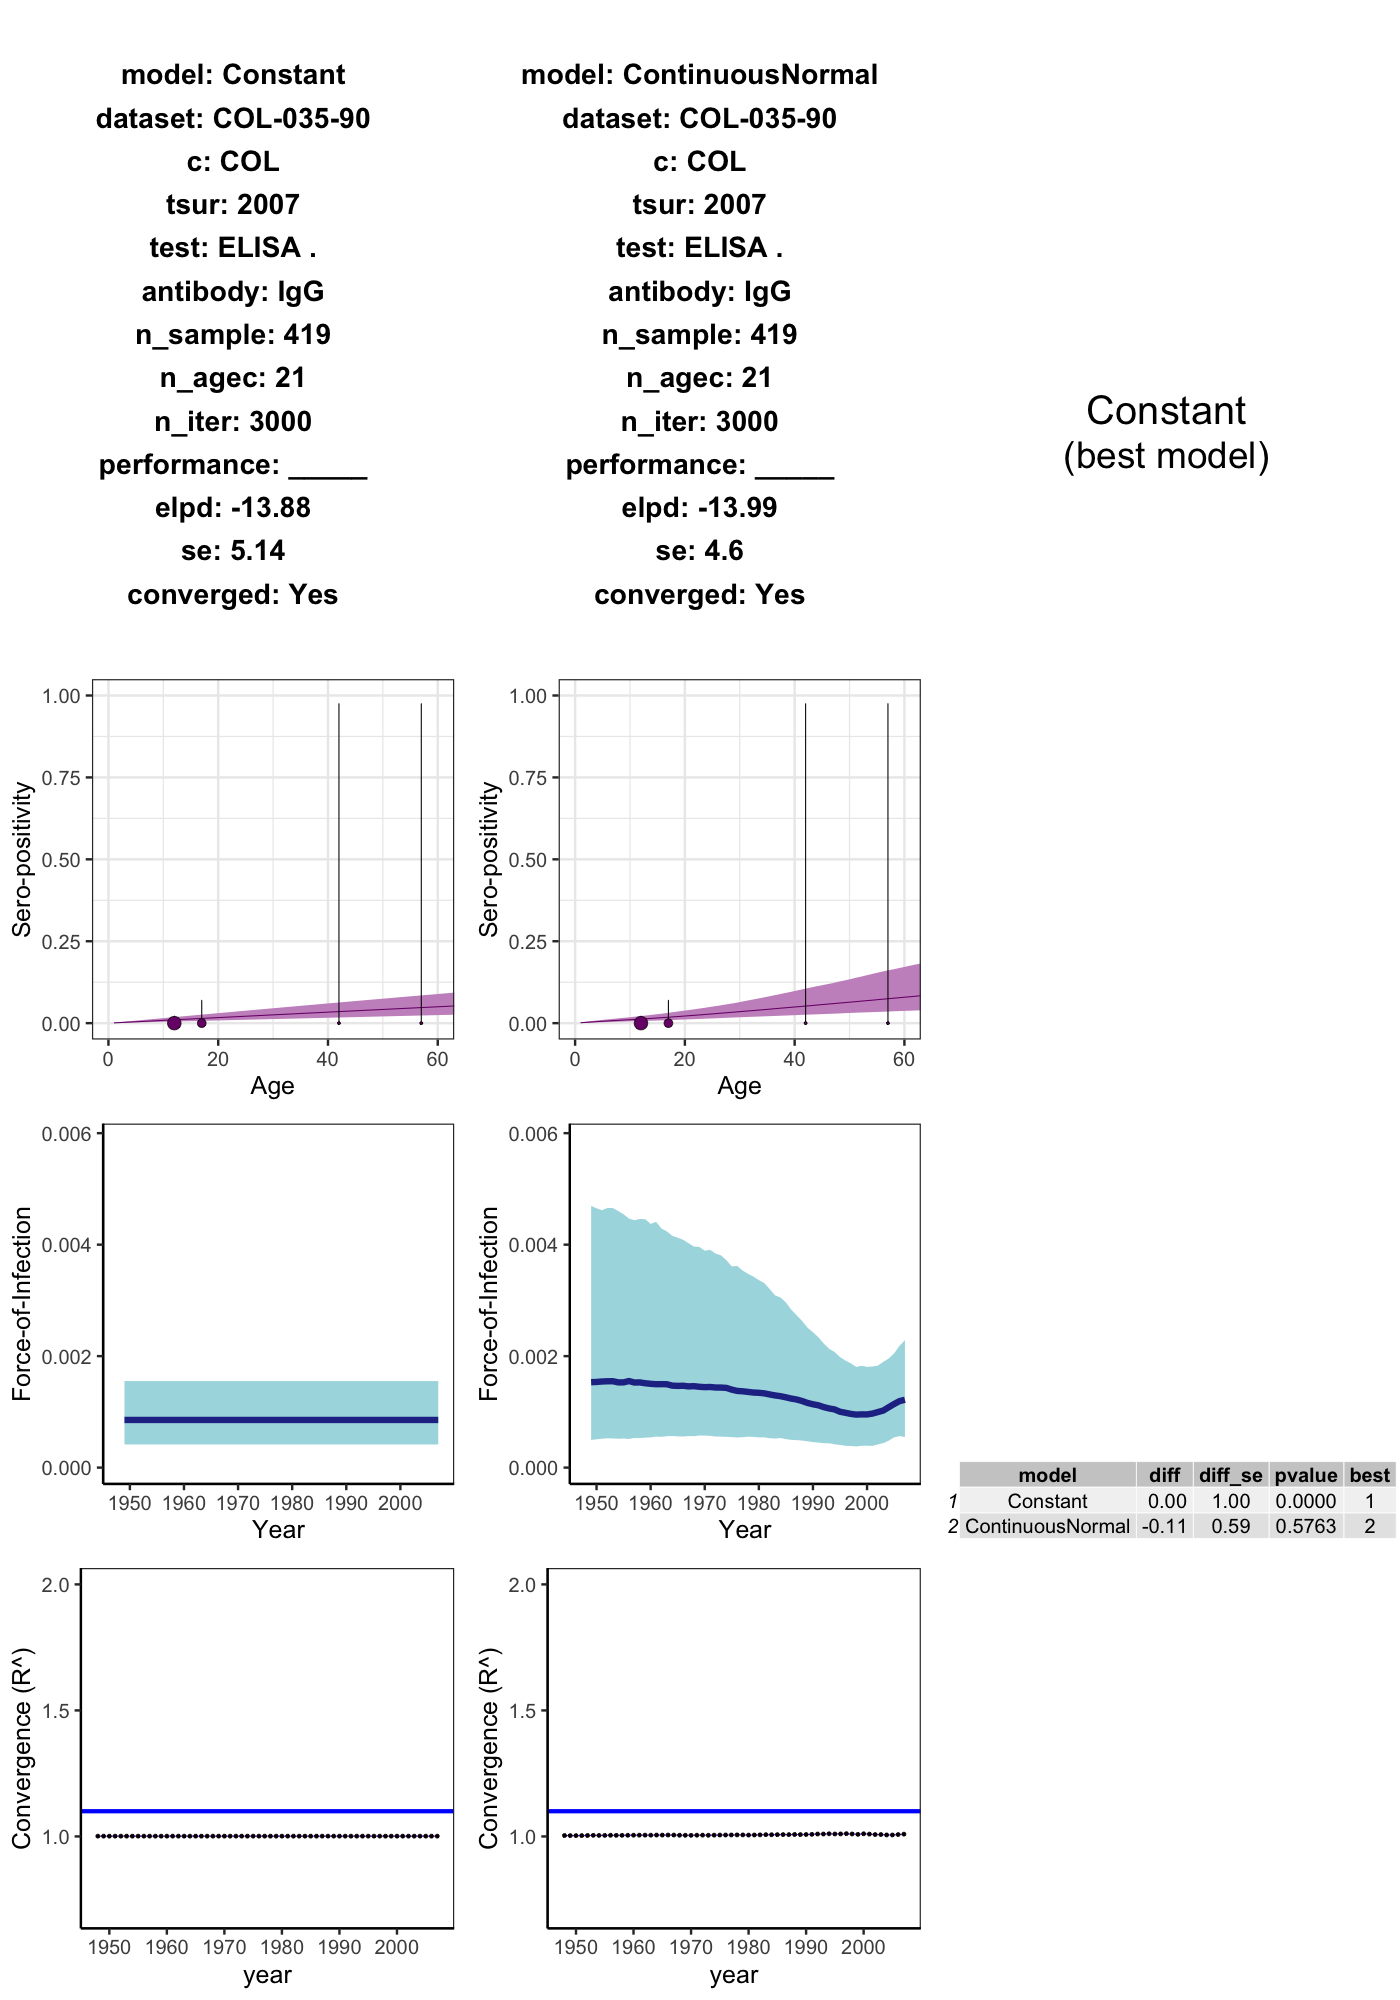 model: Constant
dataset: COL-035-90
c: COL
tsur: 2007
test: ELISA .
antibody: IgG
n_sample: 419
n_agec: 21
n_iter: 3000
performance: _____
elpd: -13.88
se: 5.14
converged: Yes
model: ContinuousNormal
dataset: COL-035-90
c: COL
tsur: 2007
test: ELISA .
antibody: IgG
n_sample: 419
n_agec: 21
n_iter: 3000
performance: _____
elpd: -13.99
se: 4.6
converged: Yes
Constant
(best model)
Sero-positivity
1.00
0.75
0.50
0.25
0.00
0 20 40 60
Age
Sero-positivity
1.00
0.75
0.50
0.25
0.00
0 20 40 60
Age
Force-of-Infection
0.006
0.004
0.002
0.000
1950 1960 1970 1980 1990 2000
Year
Force-of-Infection
0.006
0.004
0.002
0.000
1950 1960 1970 1980 1990 2000
Year
model diff diff_se pvalue best
1 Constant 0.00 1.00 0.0000 1
2 ContinuousNormal -0.11 0.59 0.5763 2
Convergence (R^)
2.0
1.5
1.0
1950 1960 1970 1980 1990 2000
year
Convergence (R^)
2.0
1.5
1.0
1950 1960 1970 1980 1990 2000
year